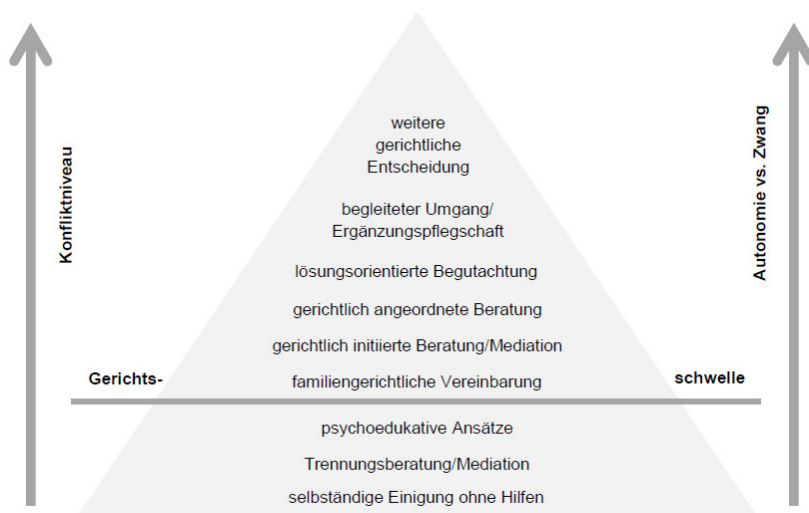 weitere
gerichtliche
Entscheidung
Konfliktniveau
Autonomie vs. Zwang
begleiteter Umgang/
Ergänzungspflegschaft
lösungsorientierte Begutachtung
gerichtlich angeordnete Beratung
gerichtlich initiierte Beratung/Mediation
Gerichts-
familiengerichtliche Vereinbarung
schwelle
psychoedukative Ansätze
Trennungsberatung/Mediation
selbständige Einigung ohne Hilfen